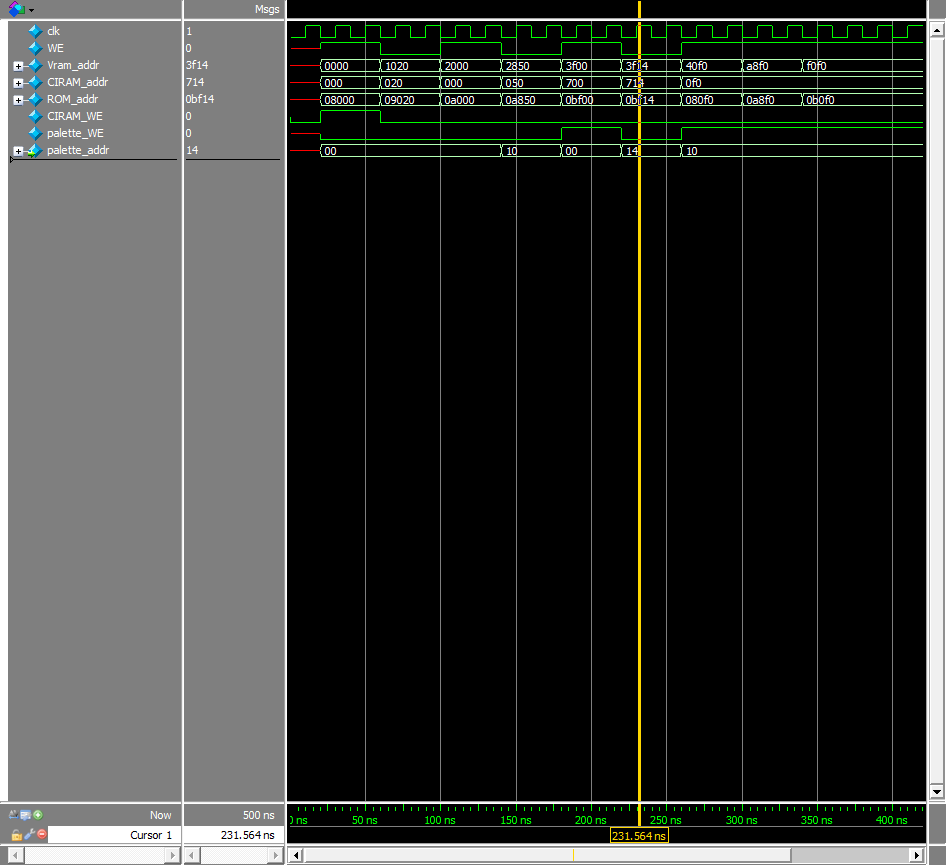 Msgs
clk 1
WE 0
Vram_addr 3f14 0000 1020 2000 2850 3f00 3f14 40f0 a8f0 f0f0
CIRAM_addr 714 000 020 000 050 700 714 0f0
ROM_addr 0bf14 08000 09020 0a000 0a850 0bf00 0bf14 080f0 0a8f0 0b0f0
CIRAM_WE 0
palette_WE 0
palette_addr 14 00 10 00 14 10
Now 500 ns 0 ns 50 ns 100 ns 150 ns 200 ns 250 ns 300 ns 350 ns 400 ns
Cursor 1 231.564 ns 231.564 ns